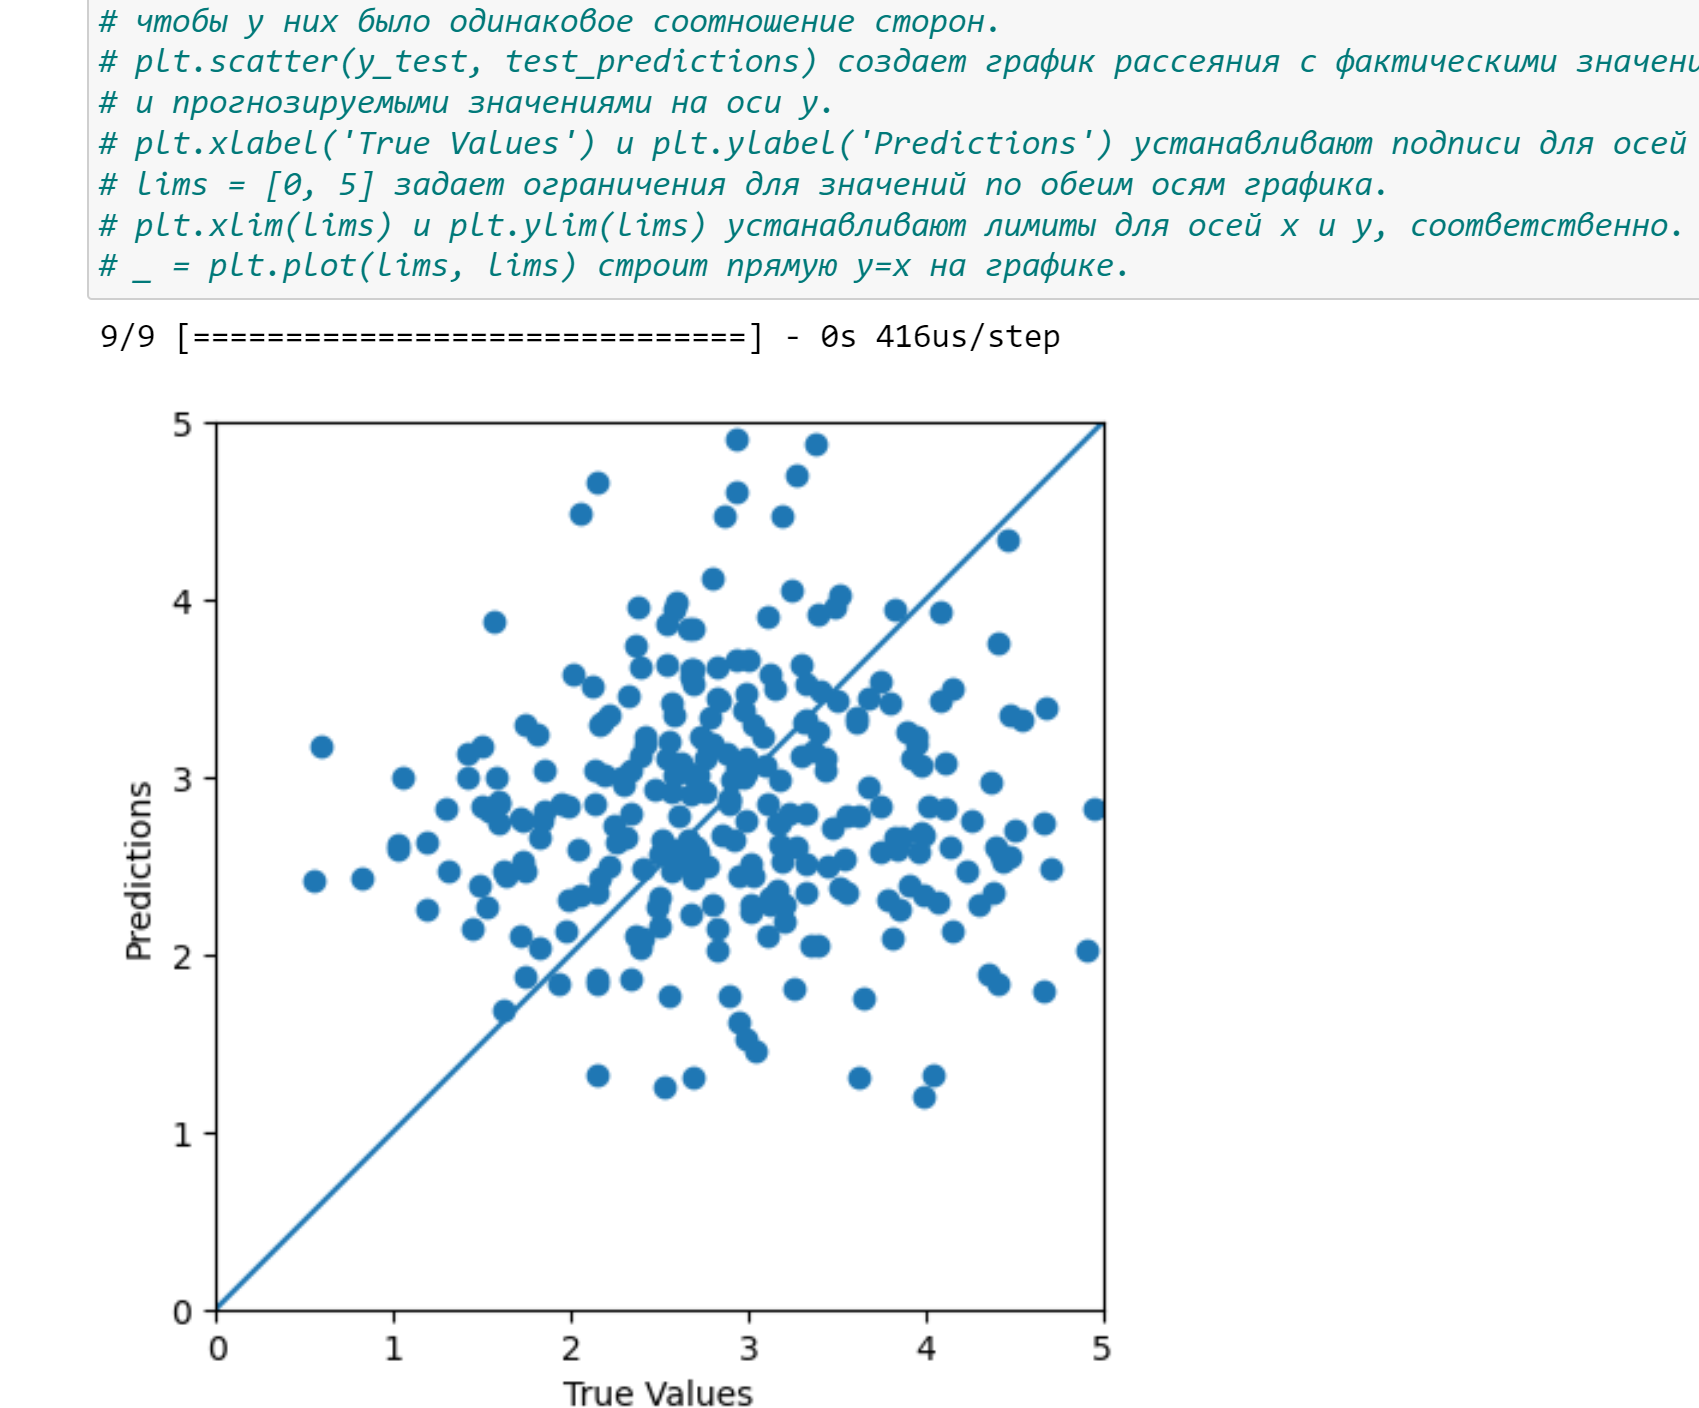 # чтобы у них было одинаковое соотношение сторон.
# plt.scatter(y_test, test_predictions) создает график рассеяния с фактическими
# и прогнозируемыми значениями на оси y.
# plt.xlabel('True Values') и plt.ylabel('Predictions') устанавливают подписи для осей
# lims = [0, 5] задает ограничения для значений по обеим осям графика.
# plt.xlim(lims) и plt.ylim(lims) устанавливают лимиты для осей x и y, соответственно.
# _ = plt.plot(lims, lims) строит прямую y=x на графике.
9/9 [==============================] - 0s 416us/step
5
4
3
2
1
0
Predictions
0 1 2 3 4 5
True Values